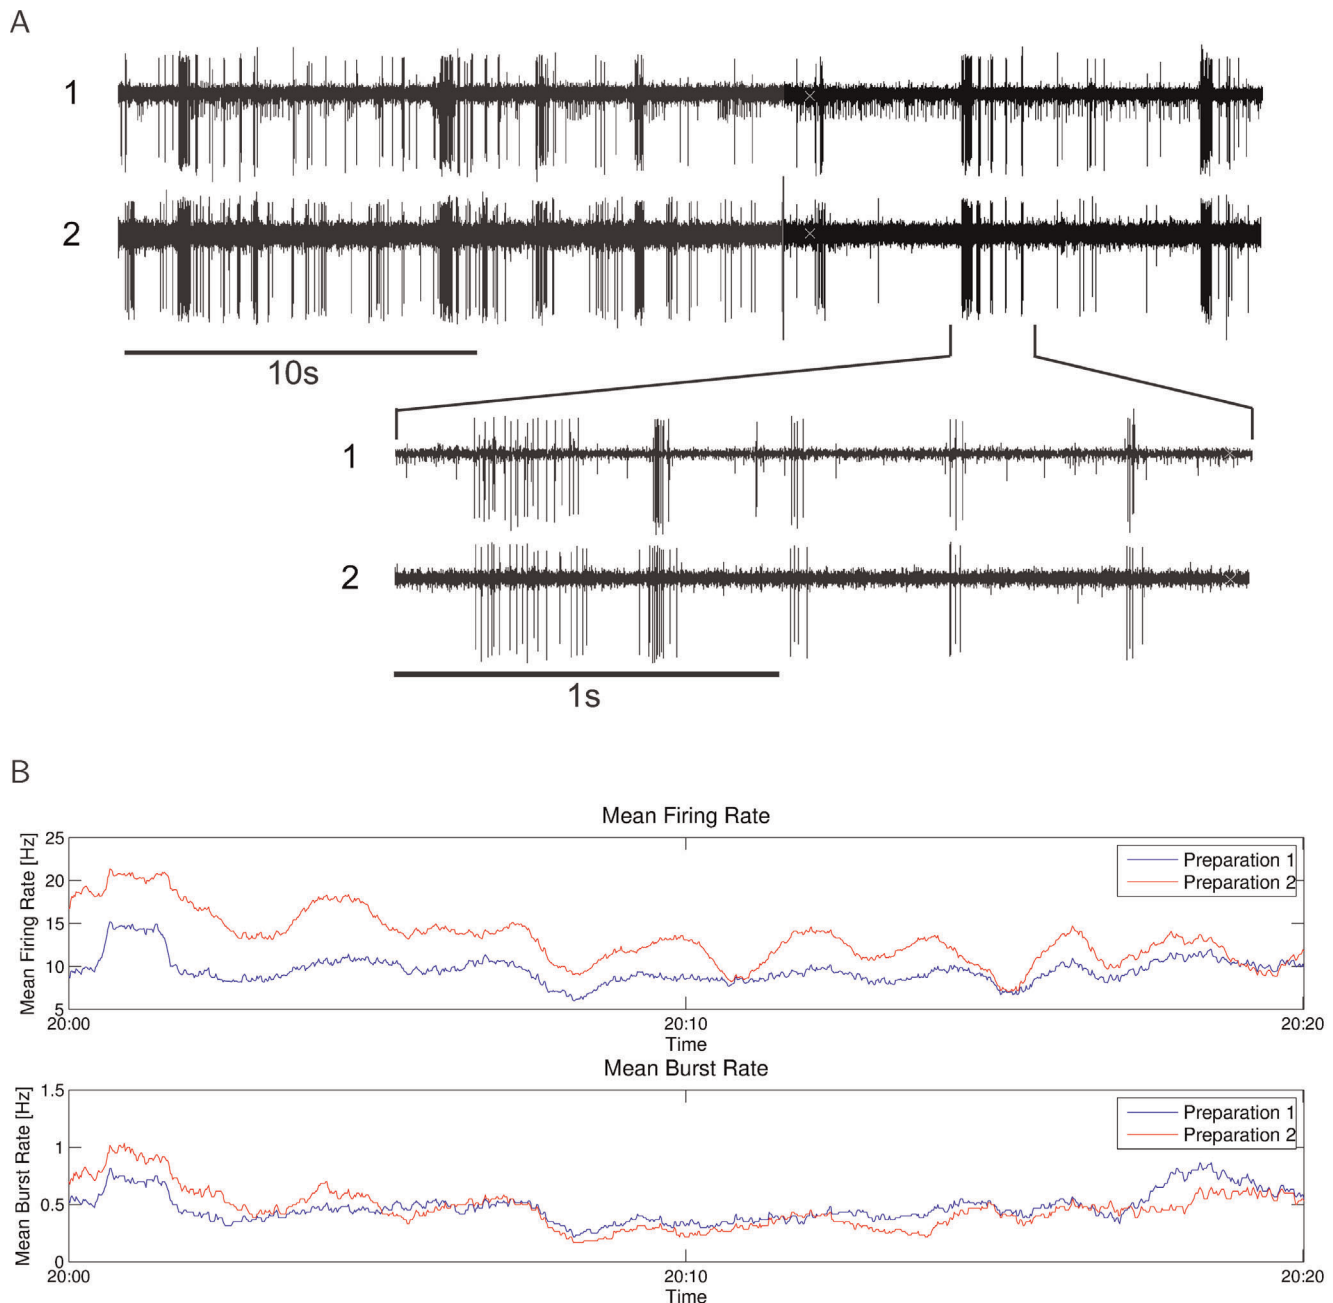 A
1
2
10s
1
2
1s
B
Mean Firing Rate
Mean Firing Rate [Hz]
25
20
15
10
5
Preparation 1
Preparation 2
20:00
20:10
20:20
Time
Mean Burst Rate
Mean Burst Rate [Hz]
1.5
1
0.5
0
Preparation 1
Preparation 2
20:00
20:10
20:20
Time